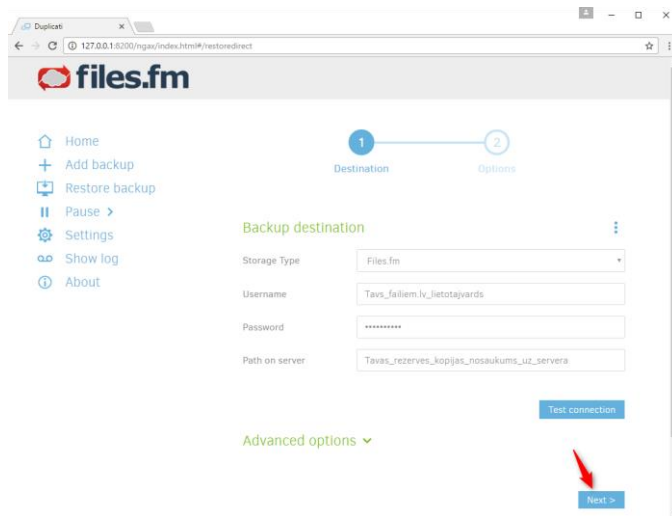 Duplicati
127.0.0.1:8200/ngax/index.html#/restoredirect
files.fm
Home
Add backup
Restore backup
Pause >
Settings
Show log
About
1
2
Destination
Options
Backup destination
Storage Type
Files.fm
Username
Tavs_failiem.lv_lietotajvards
Password
••••••••••
Path on server
Tavas_rezerves_kopijas_nosaukums_uz_servera
Test connection
Advanced options
Next >